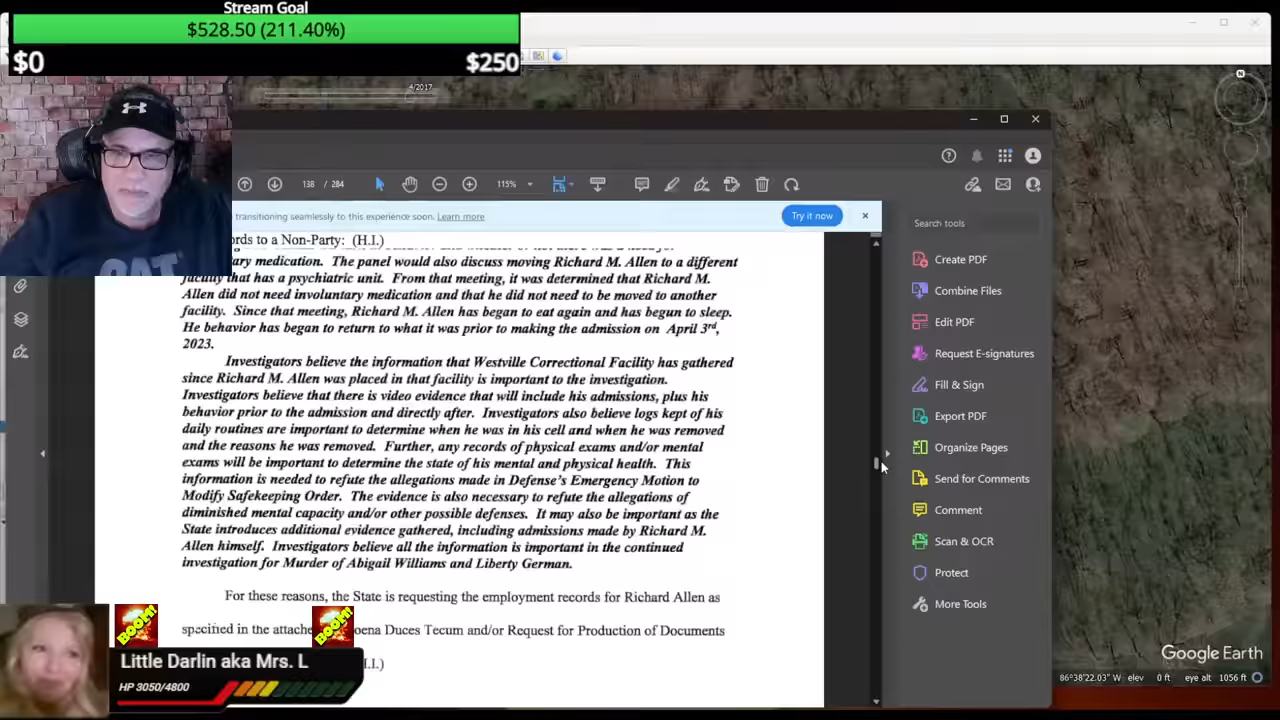 Stream Goal
$528.50 (211.40%)
$0
$250
4/2017
N
138 / 284
115%
transitioning seamlessly to this experience soon. Learn more
Try it now
Search tools
Create PDF
Combine Files
Edit PDF
Request E-signatures
Fill & Sign
Export PDF
Organize Pages
Send for Comments
Comment
Scan & OCR
Protect
More Tools
ords to a Non-Party: (H.I.)
ary medication. The panel would also discuss moving Richard M. Allen to a different
facility that has a psychiatric unit. From that meeting, it was determined that Richard M.
Allen did not need involuntary medication and that he did not need to be moved to another
facility. Since that meeting, Richard M. Allen has began to eat again and has begun to sleep.
He behavior has began to return to what it was prior to making the admission on April 3rd,
2023.
Investigators believe the information that Westville Correctional Facility has gathered
since Richard M. Allen was placed in that facility is important to the investigation.
Investigators believe that there is video evidence that will include his admissions, plus his
behavior prior to the admission and directly after. Investigators also believe logs kept of his
daily routines are important to determine when he was in his cell and when he was removed
and the reasons he was removed. Further, any records of physical exams and/or mental
exams will be important to determine the state of his mental and physical health. This
information is needed to refute the allegations made in Defense's Emergency Motion to
Modify Safekeeping Order. The evidence is also necessary to refute the allegations of
diminished mental capacity and/or other possible defenses. It may also be important as the
State introduces additional evidence gathered, including admissions made by Richard M.
Allen himself. Investigators believe all the information is important in the continued
investigation for Murder of Abigail Williams and Liberty German.
For these reasons, the State is requesting the employment records for Richard Allen as
specified in the attache oena Duces Tecum and/or Request for Production of Documents
I.I.)
BOOM!
BOOM!
Little Darlin aka Mrs. L
HP 3050/4800
CAT
Google Earth
86°38'22.03" W elev 0 ft eye alt 1056 ft